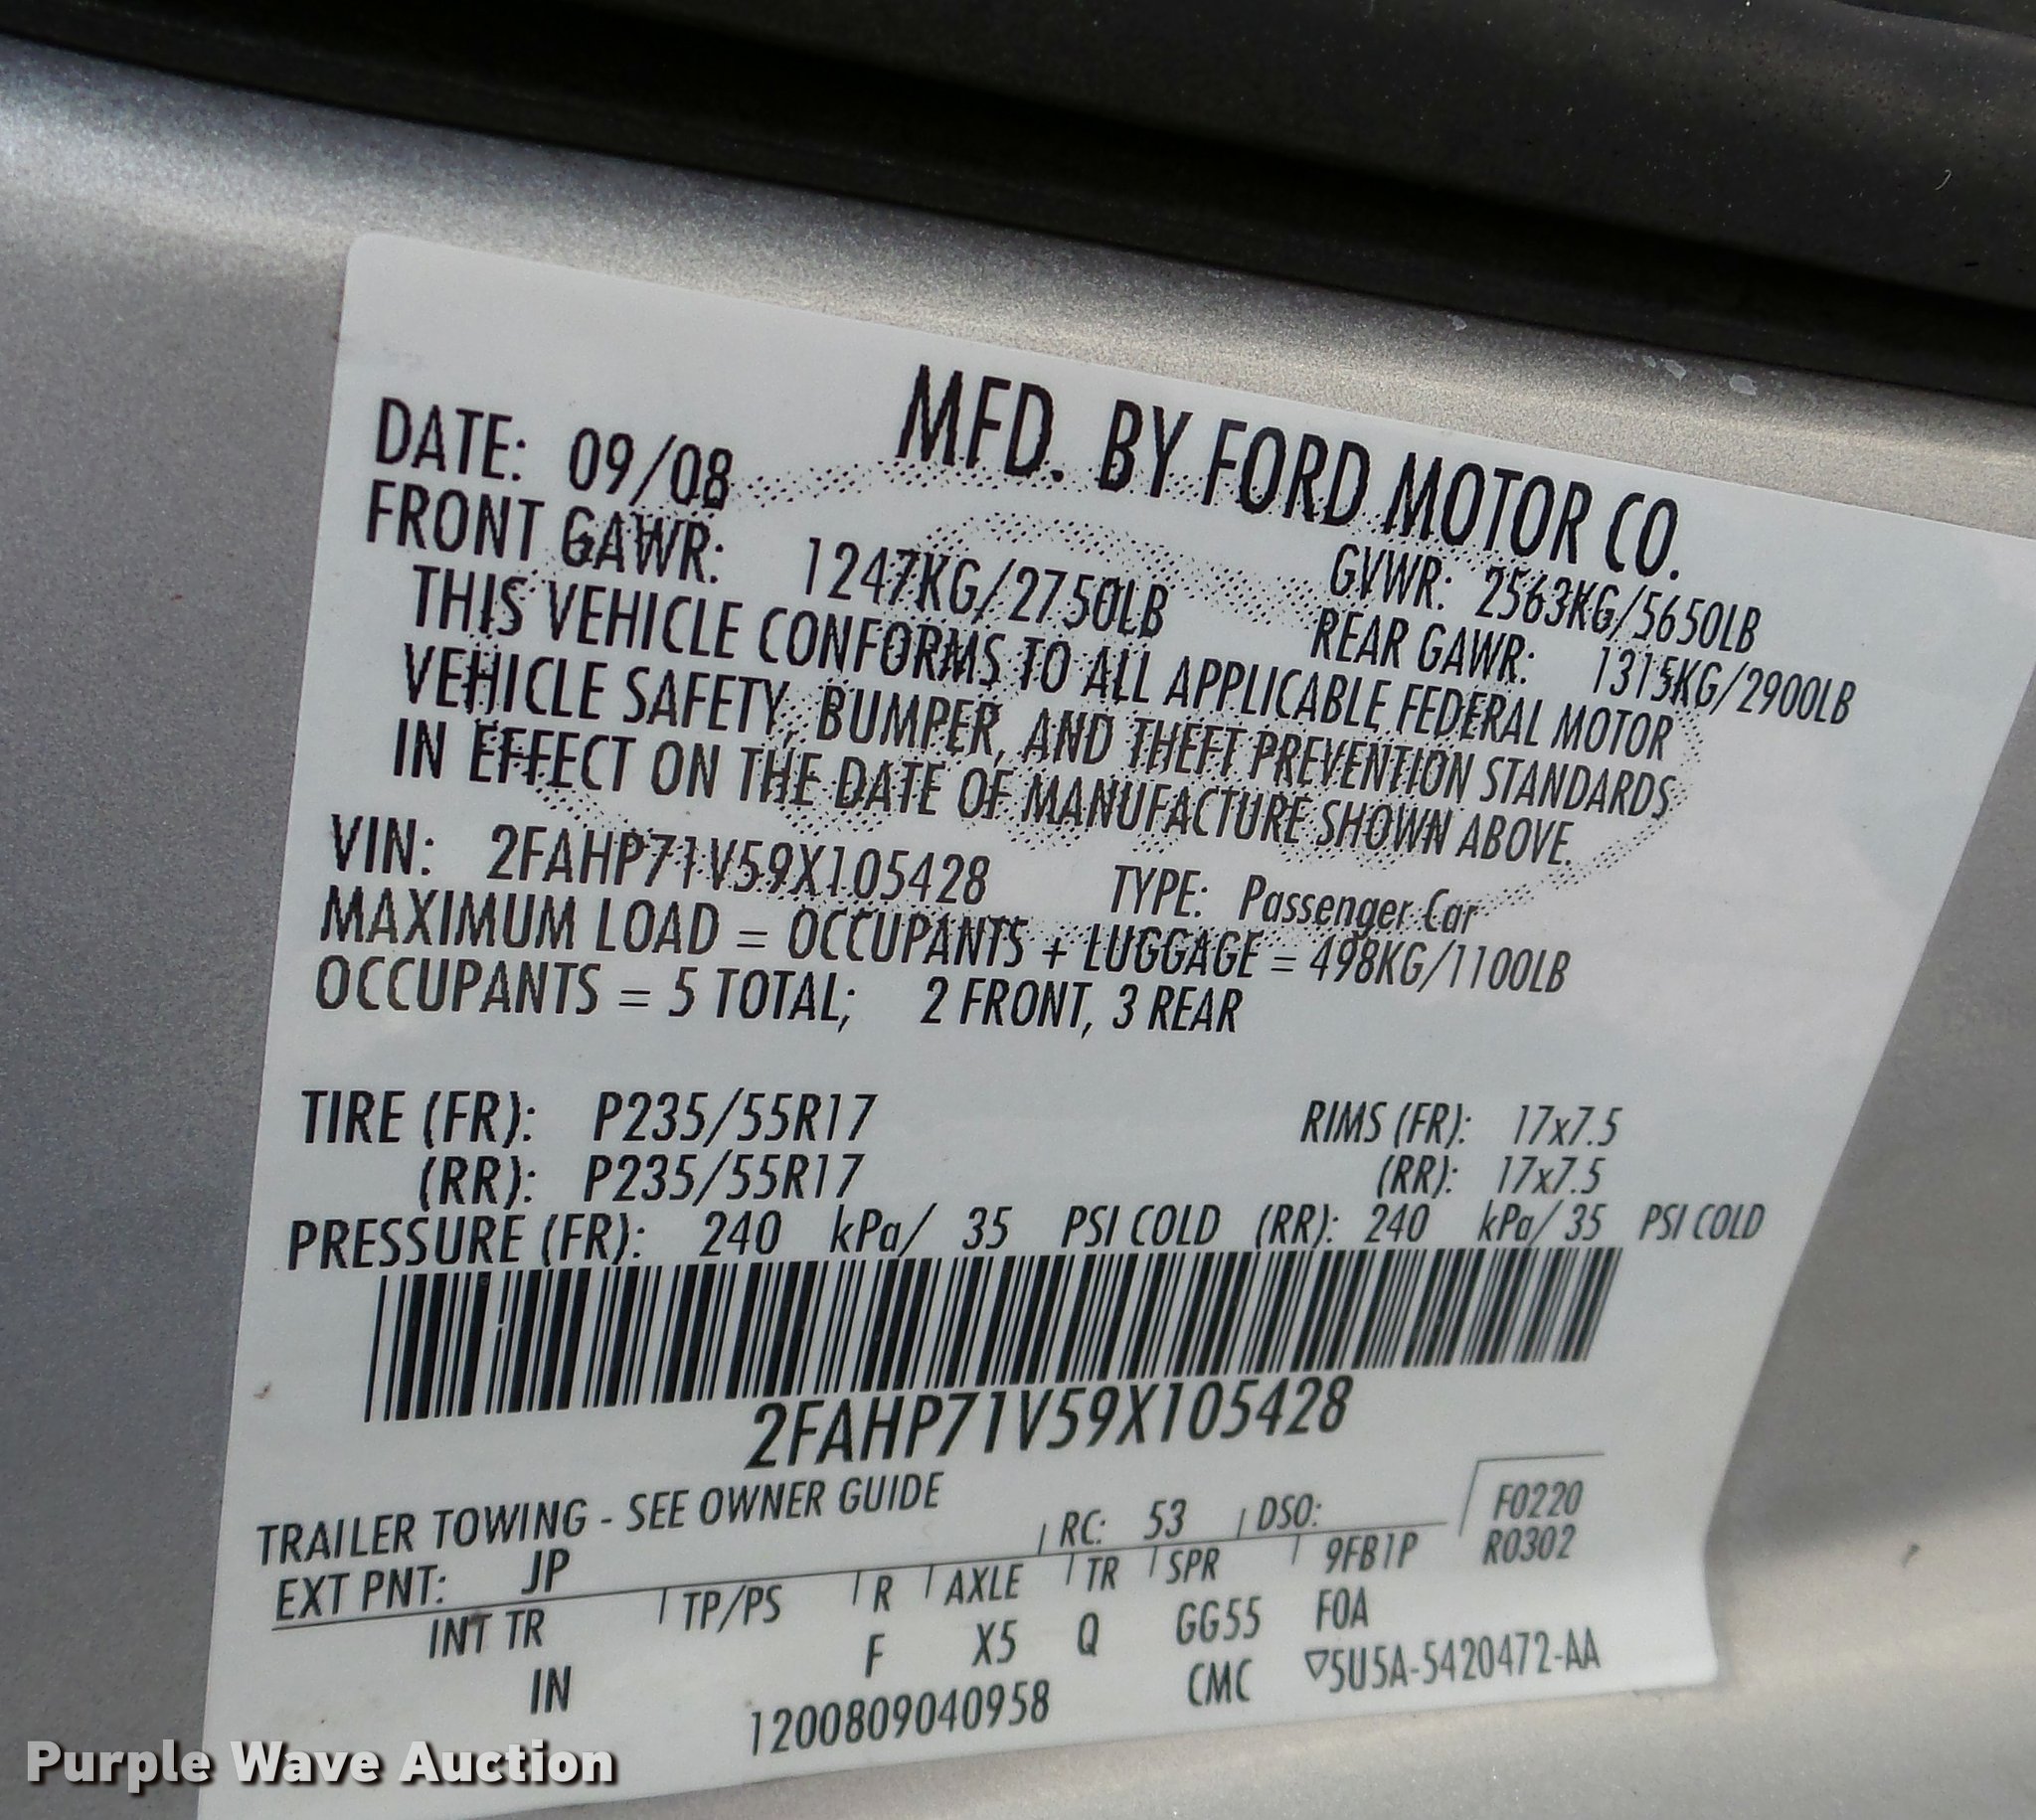 MFD. BY FORD MOTOR CO.
DATE: 09/08 GVWR: 2563KG/5650LB
FRONT GAWR: 1247KG/2750LB REAR GAWR: 1315KG/2900LB
THIS VEHICLE CONFORMS TO ALL APPLICABLE FEDERAL MOTOR
VEHICLE SAFETY, BUMPER, AND THEFT PREVENTION STANDARDS
IN EFFECT ON THE DATE OF MANUFACTURE SHOWN ABOVE.
VIN: 2FAHP71V59X105428 TYPE: Passenger Car
MAXIMUM LOAD = OCCUPANTS + LUGGAGE = 498KG/1100LB
OCCUPANTS = 5 TOTAL; 2 FRONT, 3 REAR
TIRE (FR): P235/55R17 RIMS (FR): 17x7.5
(RR): P235/55R17 (RR): 17x7.5
PRESSURE (FR): 240 kPa/ 35 PSI COLD (RR): 240 kPa/ 35 PSI COLD
2FAHP71V59X105428
TRAILER TOWING - SEE OWNER GUIDE
EXT PNT: JP RC: 53 DSO: F0220
INT TR TP/PS R AXLE TR SPR 9FB1P R0302
IN F X5 Q GG55 FOA
1200809040958 CMC ▽5U5A-5420472-AA
Purple Wave Auction